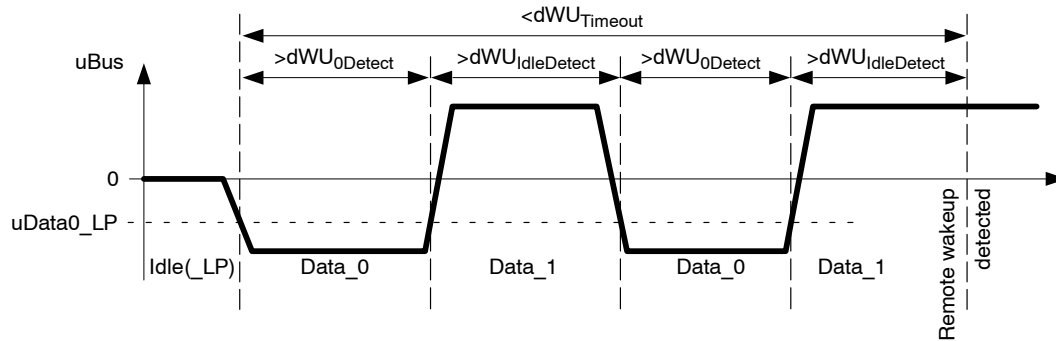 <dWU_Timeout
uBus
>dWU_0Detect
>dWU_IdleDetect
>dWU_0Detect
>dWU_IdleDetect
0
uData0_LP
Idle(_LP)
Data_0
Data_1
Data_0
Data_1
Remote wakeup
detected